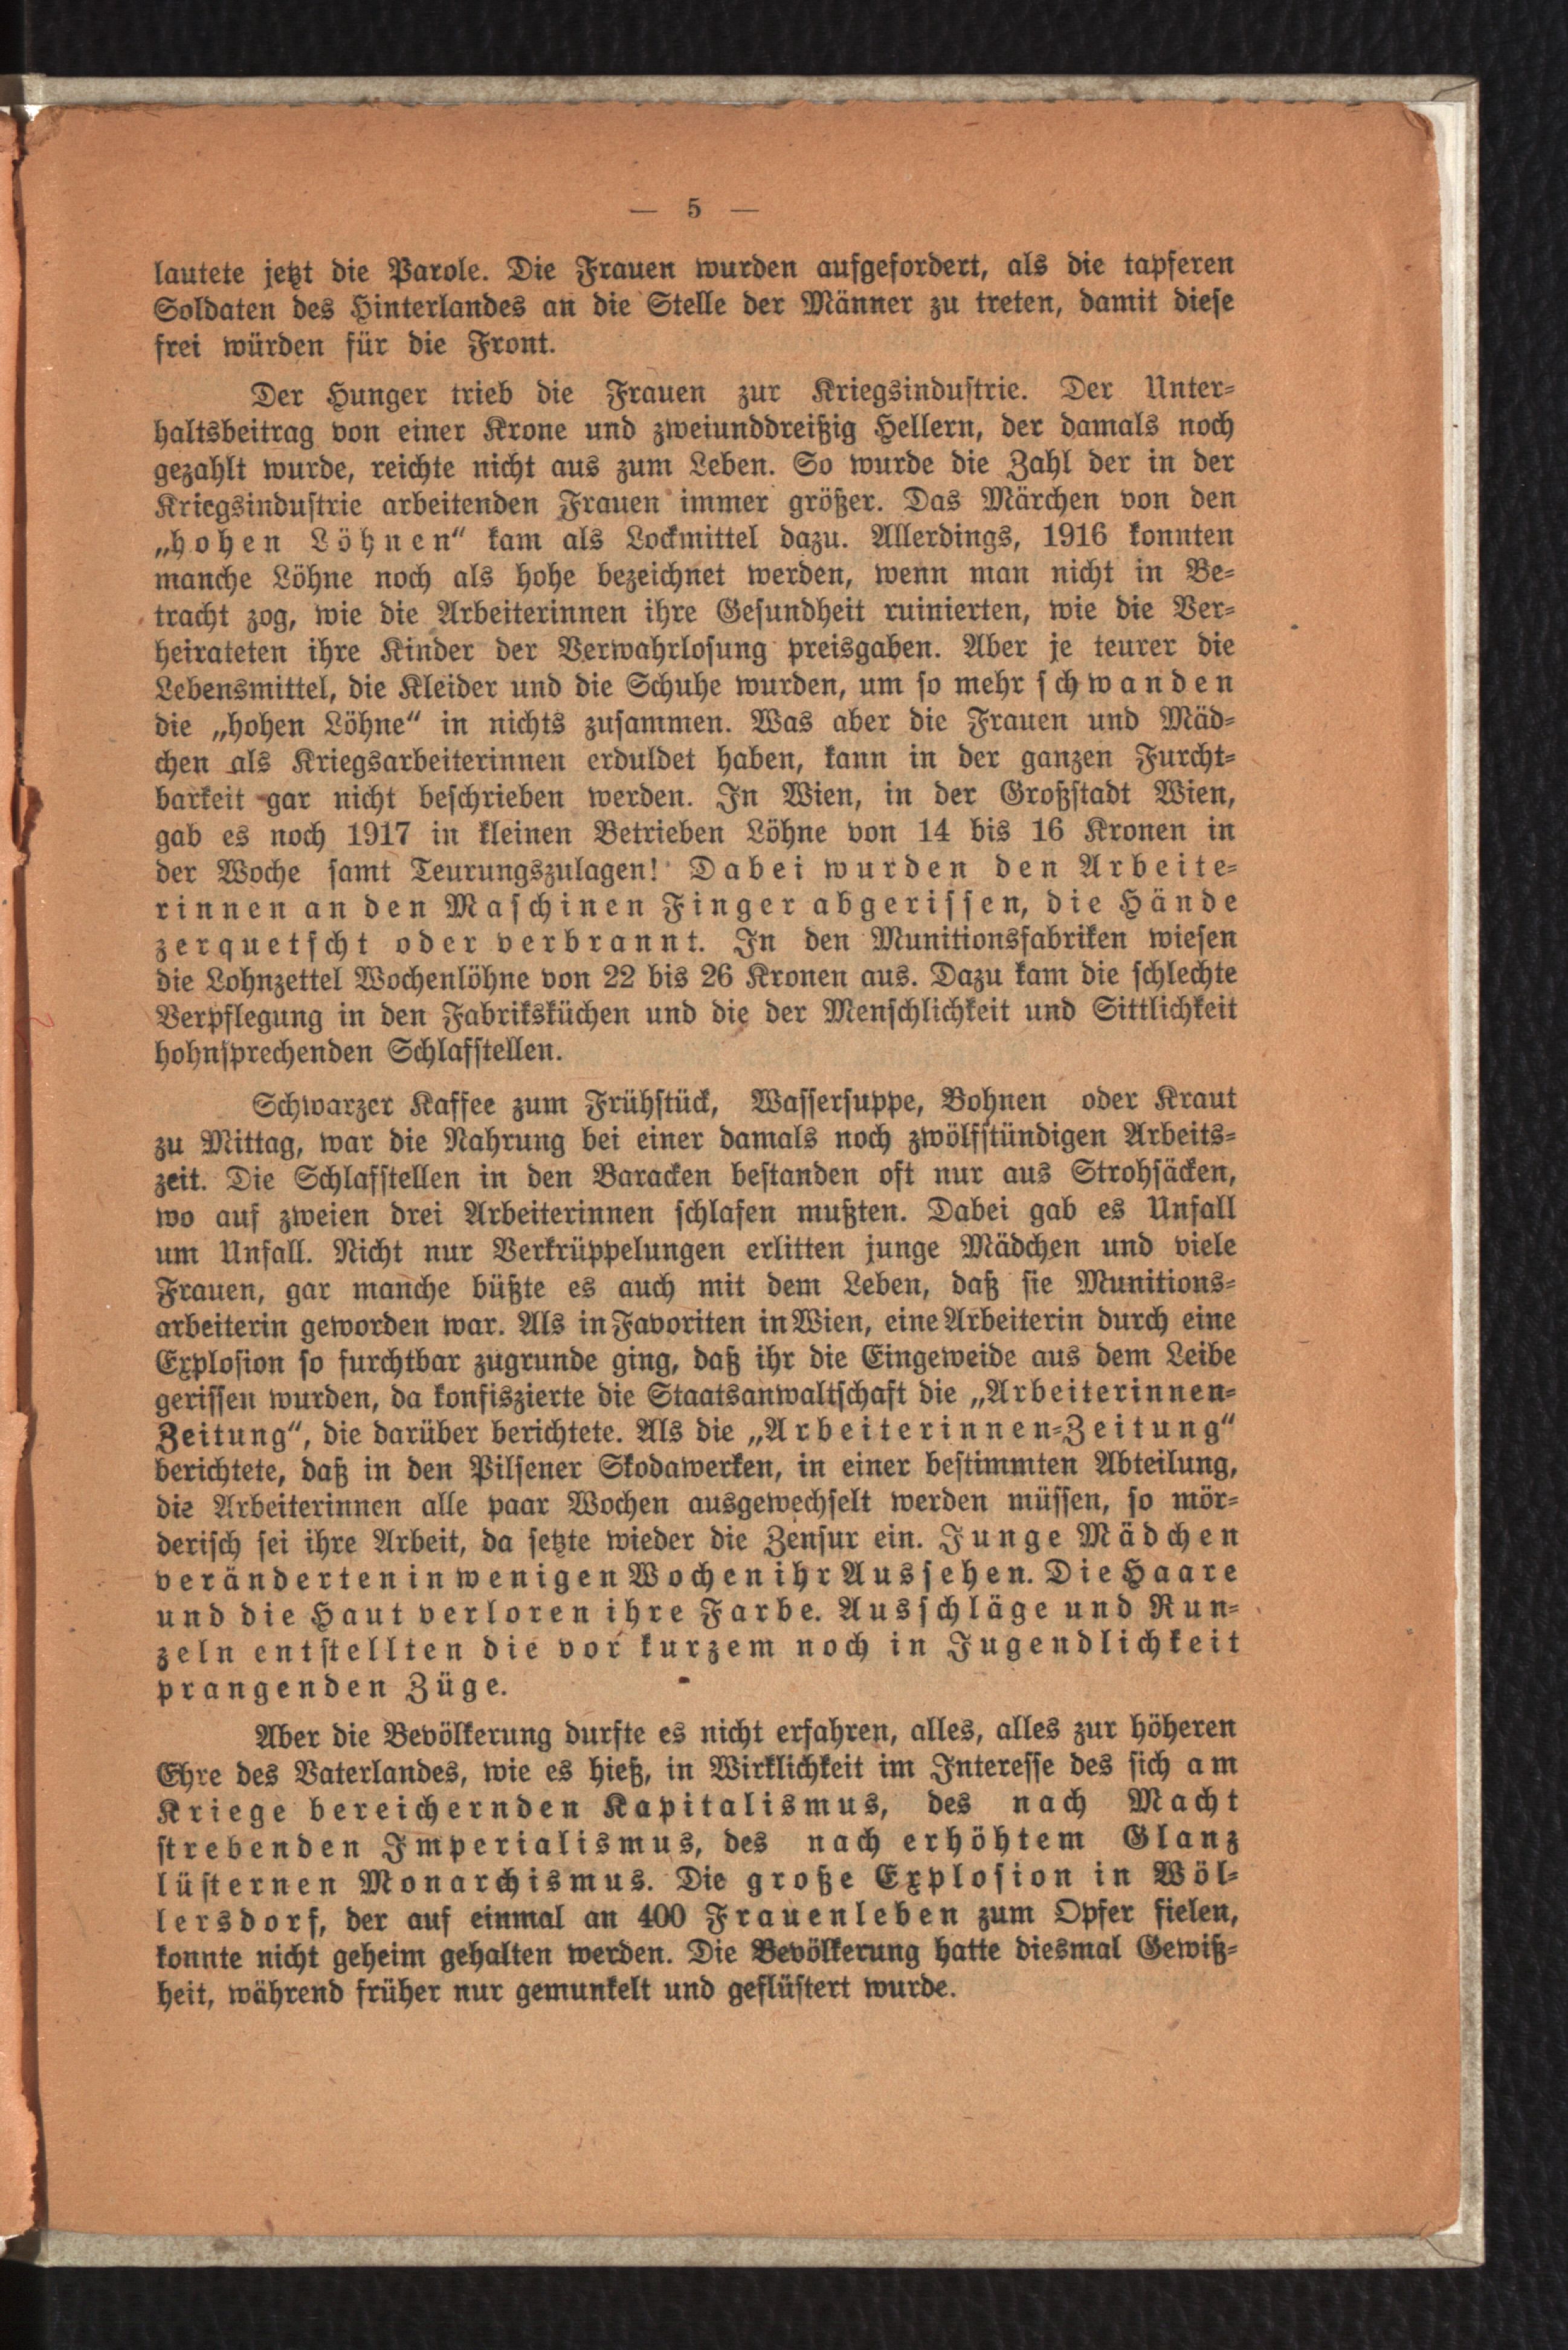 — 5 —
lautete jetzt die Parole. Die Frauen wurden aufgefordert, als die tapferen
Soldaten des Hinterlandes an die Stelle der Männer zu treten, damit diese
frei würden für die Front.
Der Hunger trieb die Frauen zur Kriegsindustrie. Der Unter-
haltsbeitrag von einer Krone und zweiunddreißig Hellern, der damals noch
gezahlt wurde, reichte nicht aus zum Leben. So wurde die Zahl der in der
Kriegsindustrie arbeitenden Frauen immer größer. Das Märchen von den
„hohen Löhnen“ kam als Lockmittel dazu. Allerdings, 1916 konnten
manche Löhne noch als hohe bezeichnet werden, wenn man nicht in Be-
tracht zog, wie die Arbeiterinnen ihre Gesundheit ruinierten, wie die Ver-
heirateten ihre Kinder der Verwahrlosung preisgaben. Aber je teurer die
Lebensmittel, die Kleider und die Schuhe wurden, um so mehr schwanden
die „hohen Löhne“ in nichts zusammen. Was aber die Frauen und Mäd-
chen als Kriegsarbeiterinnen erduldet haben, kann in der ganzen Furcht-
barkeit gar nicht beschrieben werden. In Wien, in der Großstadt Wien,
gab es noch 1917 in kleinen Betrieben Löhne von 14 bis 16 Kronen in
der Woche samt Teurungszulagen! Dabei wurden den Arbeite-
rinnen an den Maschinen Finger abgerissen, die Hände
zerquetscht oder verbrannt. In den Munitionsfabriken wiesen
die Lohnzettel Wochenlöhne von 22 bis 26 Kronen aus. Dazu kam die schlechte
Verpflegung in den Fabriksküchen und die der Menschlichkeit und Sittlichkeit
hohnsprechenden Schlafstellen.
Schwarzer Kaffee zum Frühstück, Wassersuppe, Bohnen oder Kraut
zu Mittag, war die Nahrung bei einer damals noch zwölfstündigen Arbeits-
zeit. Die Schlafstellen in den Baracken bestanden oft nur aus Strohsäcken,
wo auf zweien drei Arbeiterinnen schlafen mußten. Dabei gab es Unfall
um Unfall. Nicht nur Verkrüppelungen erlitten junge Mädchen und viele
Frauen, gar manche büßte es auch mit dem Leben, daß sie Munitions-
arbeiterin geworden war. Als in Favoriten in Wien, eine Arbeiterin durch eine
Explosion so furchtbar zugrunde ging, daß ihr die Eingeweide aus dem Leibe
gerissen wurden, da konfiszierte die Staatsanwaltschaft die „Arbeiterinnen-
Zeitung“, die darüber berichtete. Als die „Arbeiterinnen-Zeitung“
berichtete, daß in den Pilsener Skodawerken, in einer bestimmten Abteilung,
die Arbeiterinnen alle paar Wochen ausgewechselt werden müssen, so mör-
derisch sei ihre Arbeit, da setzte wieder die Zensur ein. Junge Mädchen
veränderten in wenigen Wochen ihr Aussehen. Die Haare
und die Haut verloren ihre Farbe. Ausschläge und Run-
zeln entstellten die vor kurzem noch in Jugendlichkeit
prangenden Züge.
Aber die Bevölkerung durfte es nicht erfahren, alles, alles zur höheren
Ehre des Vaterlandes, wie es hieß, in Wirklichkeit im Interesse des sich am
Kriege bereichernden Kapitalismus, des nach Macht
strebenden Imperialismus, des nach erhöhtem Glanz
lüsternen Monarchismus. Die große Explosion in Wöl-
lersdorf, der auf einmal an 400 Frauenleben zum Opfer fielen,
konnte nicht geheim gehalten werden. Die Bevölkerung hatte diesmal Gewiß-
heit, während früher nur gemunkelt und geflüstert wurde.